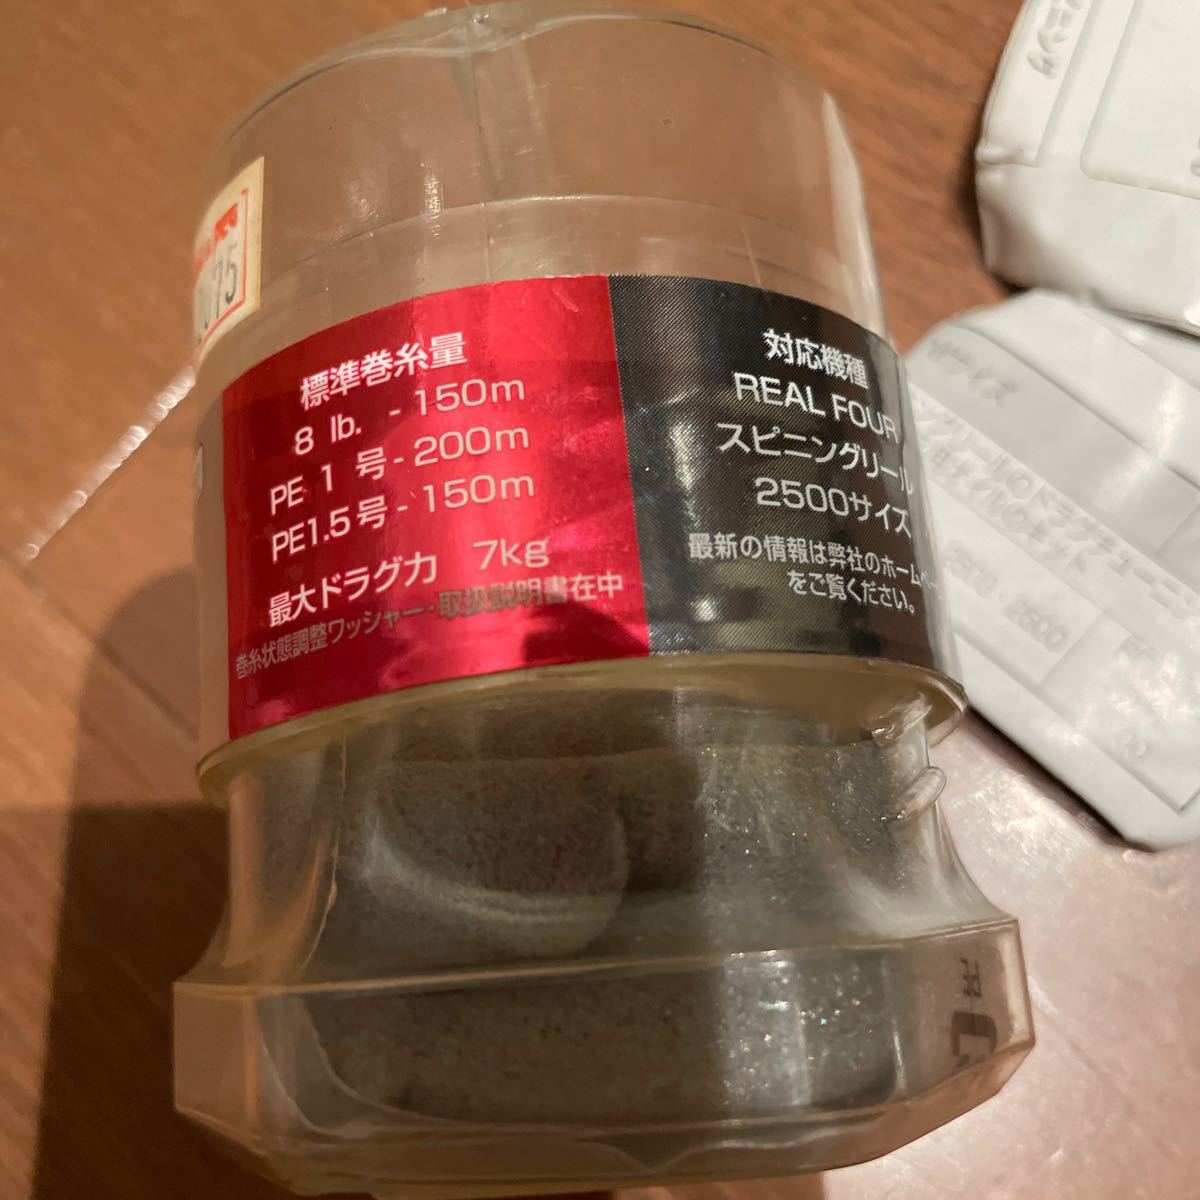 075
標準巻糸量
8 lb. - 150m
PE 1 号 - 200m
PE1.5号 - 150m
最大ドラグ力 7kg
巻糸状態調整ワッシャー・取扱説明書在中
対応機種
REAL FOUR
スピニングリール
2500サイズ
最新の情報は弊社のホームペー
をご覧ください。
2500